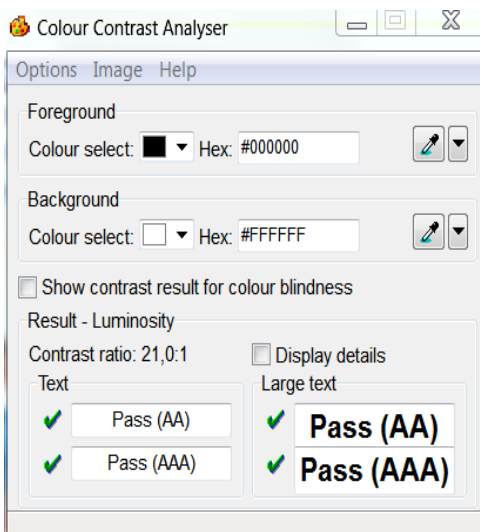 Colour Contrast Analyser
Options Image Help
Foreground
Colour select: Hex: #000000
Background
Colour select: Hex: #FFFFFF
Show contrast result for colour blindness
Result - Luminosity
Contrast ratio: 21,0:1 Display details
Text Large text
Pass (AA) Pass (AA)
Pass (AAA) Pass (AAA)